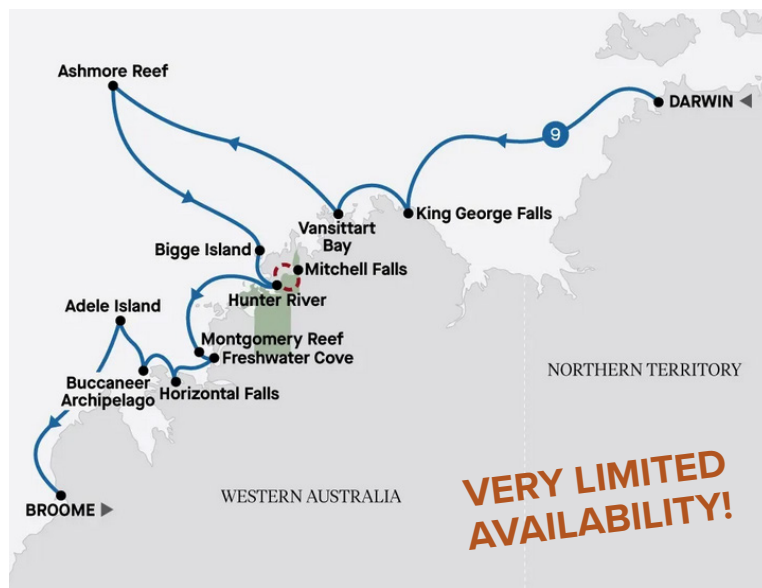 Ashmore Reef
DARWIN
9
King George Falls
Vansittart
Bay
Bigge Island
Mitchell Falls
Hunter River
Adele Island
Montgomery Reef
Freshwater Cove
Buccaneer
Archipelago
Horizontal Falls
NORTHERN TERRITORY
WESTERN AUSTRALIA
BROOME
VERY LIMITED
AVAILABILITY!